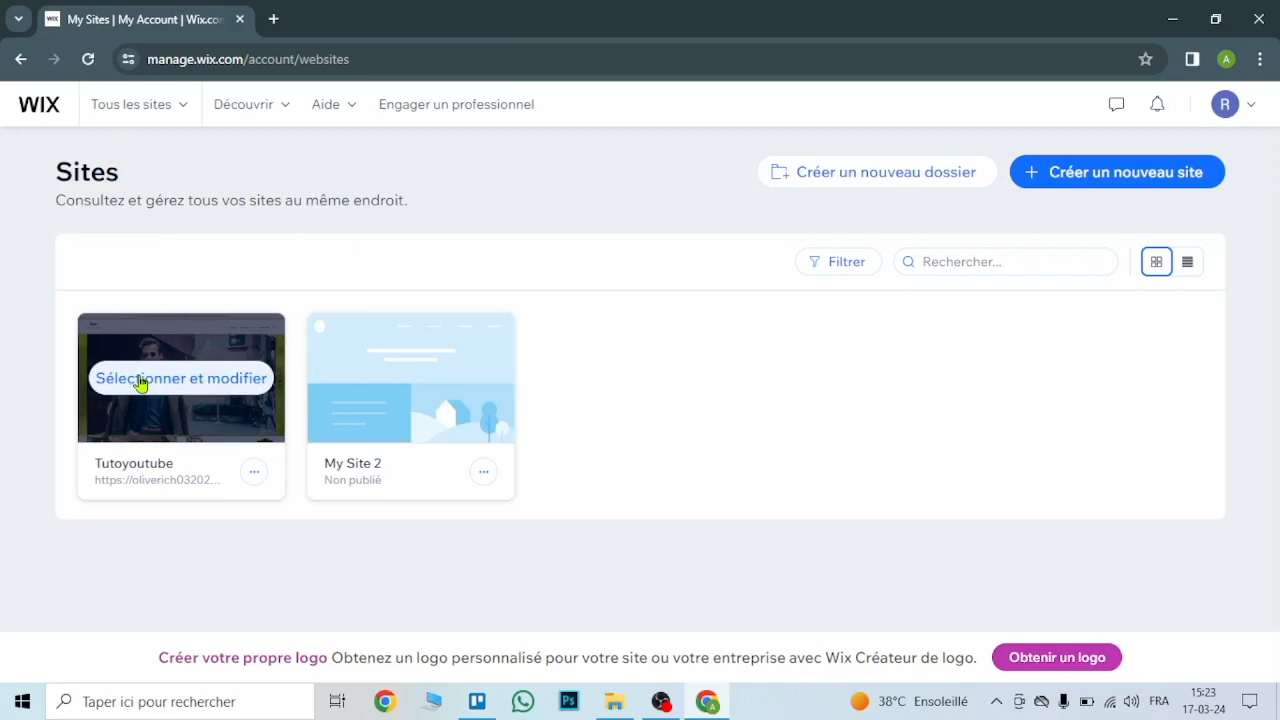 WIX My Sites | My Account | Wix.con
manage.wix.com/account/websites
A
WIX
Tous les sites
Découvrir
Aide
Engager un professionnel
R
Sites
Consultez et gérez tous vos sites au même endroit.
Créer un nouveau dossier
+ Créer un nouveau site
Filtrer
Rechercher...
Sélectionner et modifier
Tutoyoutube
https://oliverich03202...
My Site 2
Non publié
Créer votre propre logo Obtenez un logo personnalisé pour votre site ou votre entreprise avec Wix Créateur de logo.
Obtenir un logo
Taper ici pour rechercher
Ps
A
38°C Ensoleillé
FRA
15:23
17-03-24